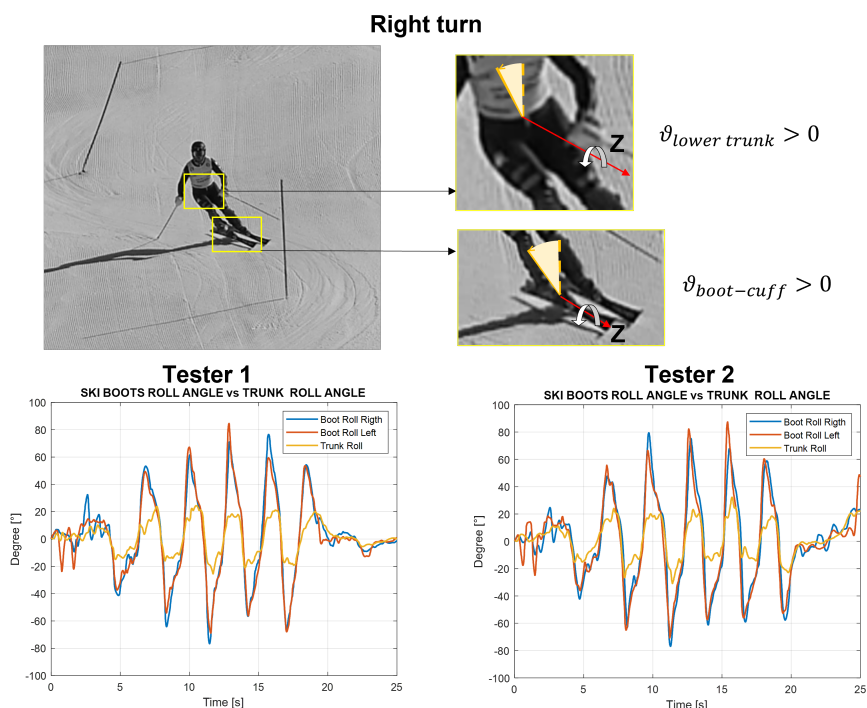 Right turn
Z
𝜗lower trunk > 0
Z
𝜗boot−cuff > 0
Tester 1
SKI BOOTS ROLL ANGLE vs TRUNK ROLL ANGLE
Boot Roll Rigth
Boot Roll Left
Trunk Roll
Degree [°]
100
80
60
40
20
0
-20
-40
-60
-80
-100
0 5 10 15 20 25
Time [s]
Tester 2
SKI BOOTS ROLL ANGLE vs TRUNK ROLL ANGLE
Boot Roll Rigth
Boot Roll Left
Trunk Roll
Degree [°]
100
80
60
40
20
0
-20
-40
-60
-80
-100
0 5 10 15 20 25
Time [s]